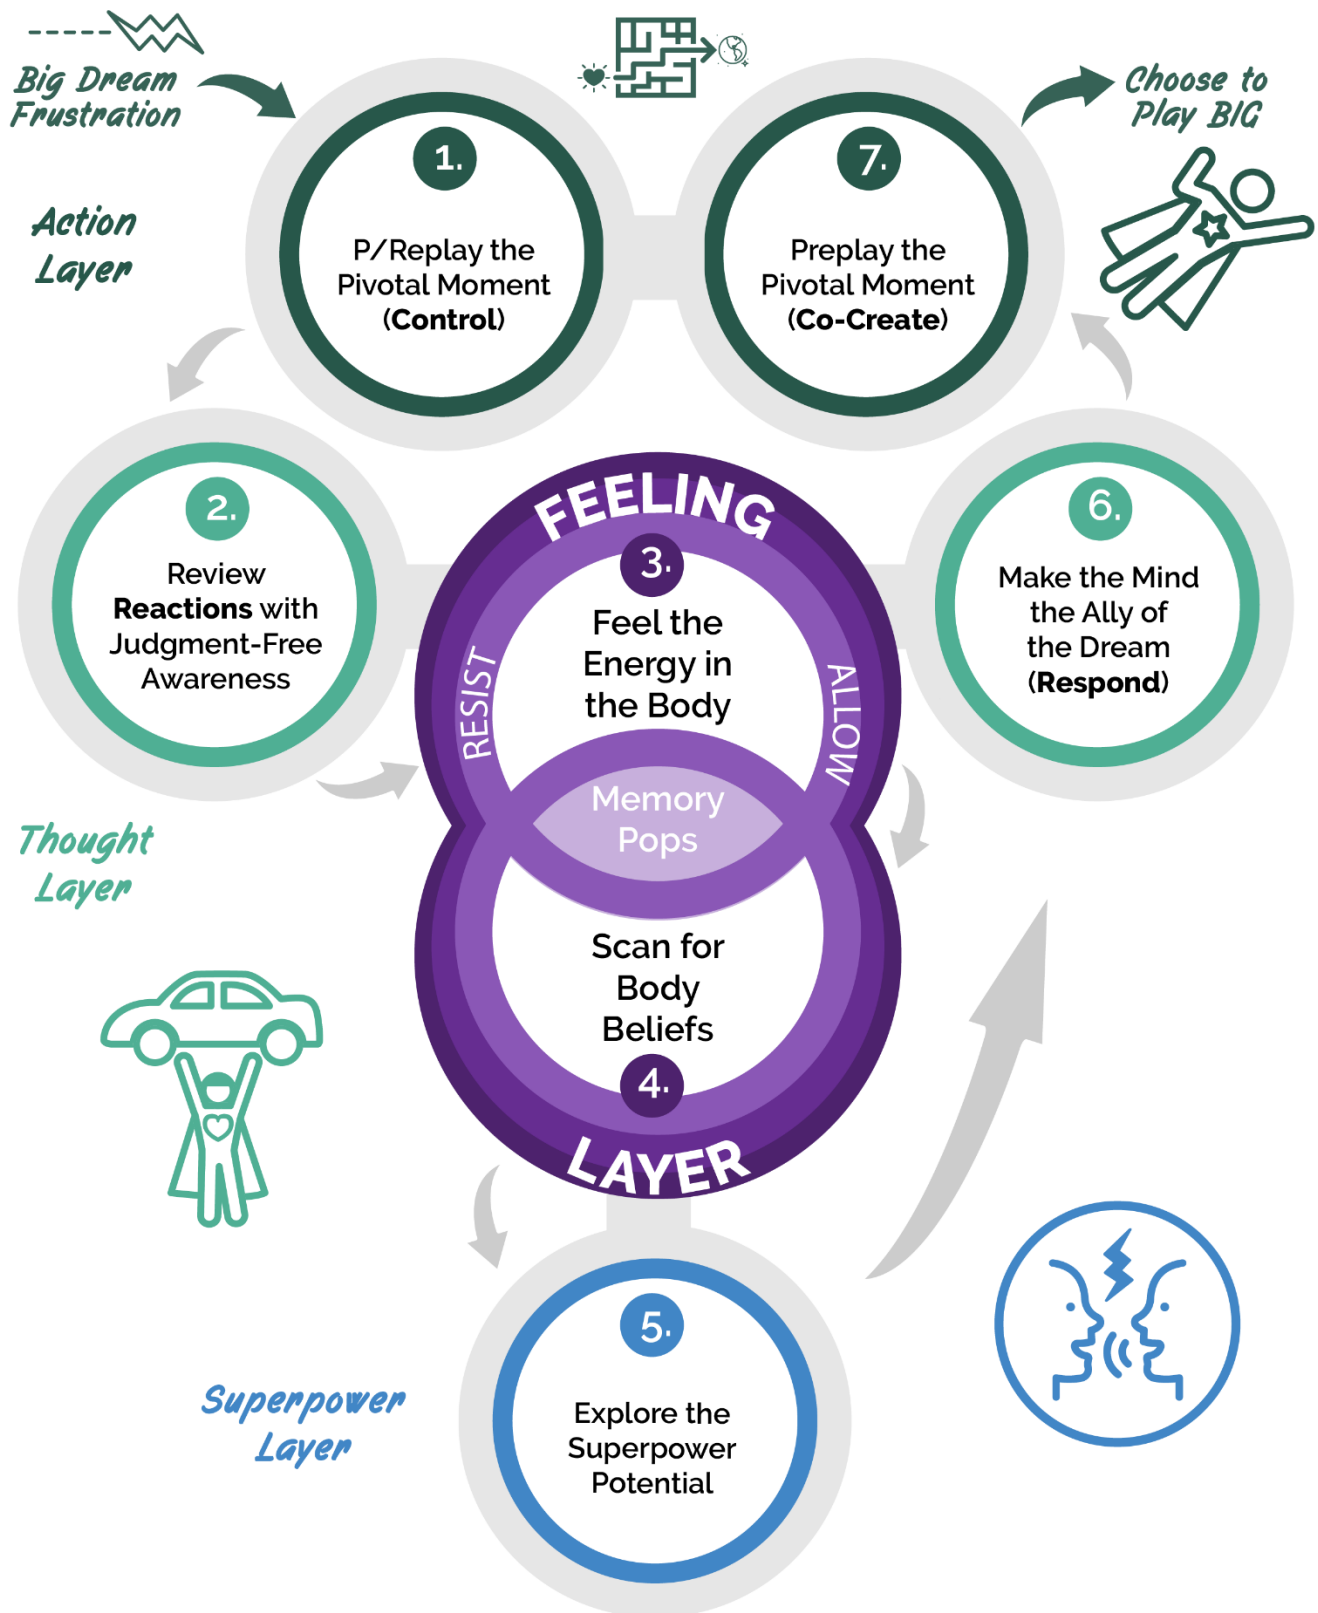 Big Dream
Frustration
Action
Layer
1.
P/Replay the
Pivotal Moment
(Control)
7.
Preplay the
Pivotal Moment
(Co-Create)
Choose to
Play BIG
2.
Review
Reactions with
Judgment-Free
Awareness
Thought
Layer
FEELING
3.
Feel the
Energy in
the Body
RESIST
ALLOW
Memory
Pops
Scan for
Body
Beliefs
4.
LAYER
6.
Make the Mind
the Ally of
the Dream
(Respond)
Superpower
Layer
5.
Explore the
Superpower
Potential